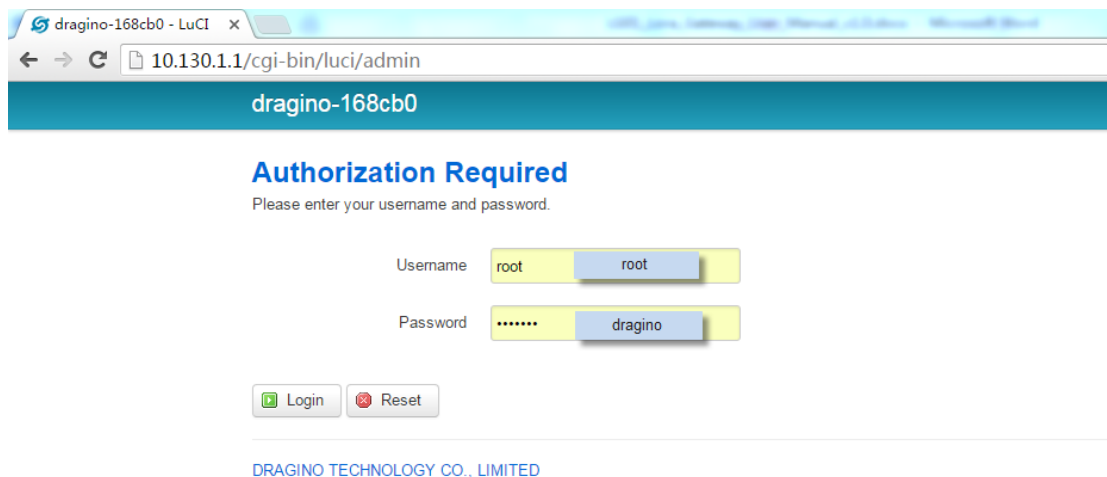 dragino-168cb0 - LuCI
10.130.1.1/cgi-bin/luci/admin
dragino-168cb0
Authorization Required
Please enter your username and password.
Username root root
Password ••••••• dragino
Login Reset
DRAGINO TECHNOLOGY CO., LIMITED